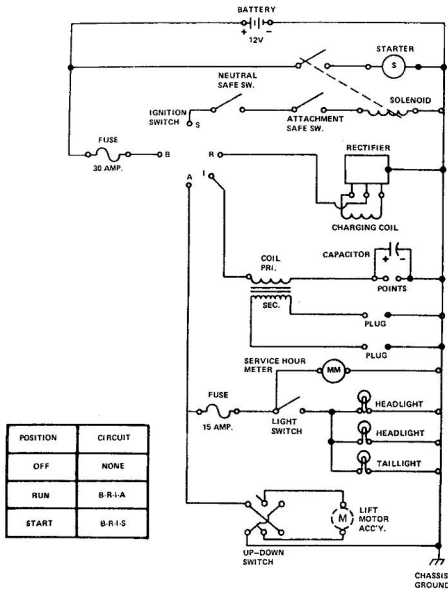 BATTERY
+ −
12V
STARTER
S
NEUTRAL
SAFE SW.
SOLENOID
IGNITION
SWITCH
S
ATTACHMENT
SAFE SW.
FUSE
30 AMP.
B
R
RECTIFIER
A
I
CHARGING COIL
CAPACITOR
+ −
COIL
PRI.
POINTS
SEC.
PLUG
PLUG
SERVICE HOUR
METER
MM
FUSE
15 AMP.
LIGHT
SWITCH
HEADLIGHT
HEADLIGHT
TAILLIGHT
POSITION CIRCUIT
OFF NONE
RUN B-R-I-A
START B-R-I-S
M
LIFT
MOTOR
ACC'Y.
UP-DOWN
SWITCH
CHASSIS
GROUND